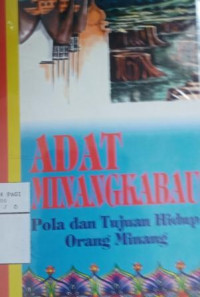 ADAT
MINANGKABAU
Pola dan Tujuan Hidup
Orang Minang